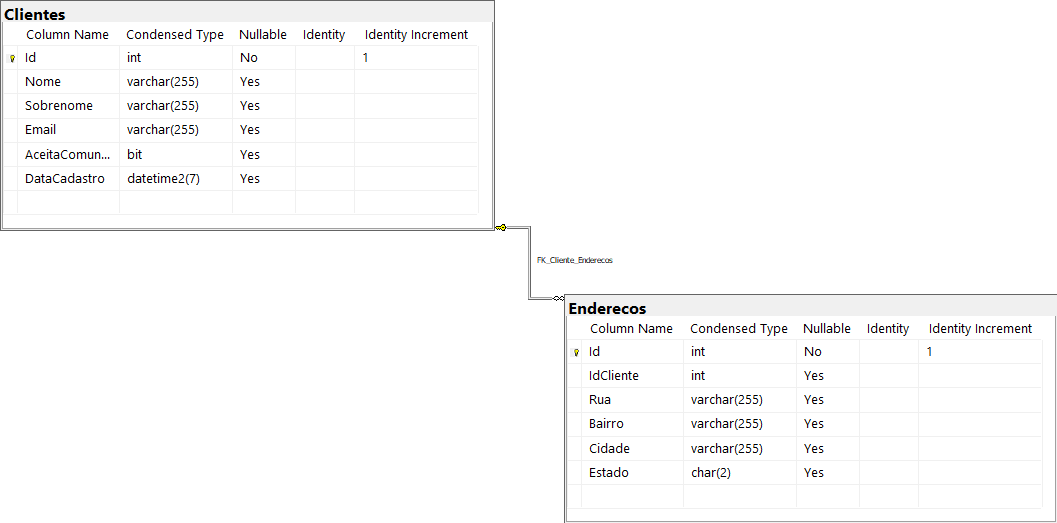 Clientes
Column Name Condensed Type Nullable Identity Identity Increment
Id int No 1
Nome varchar(255) Yes
Sobrenome varchar(255) Yes
Email varchar(255) Yes
AceitaComun... bit Yes
DataCadastro datetime2(7) Yes
FK_Cliente_Enderecos
Enderecos
Column Name Condensed Type Nullable Identity Identity Increment
Id int No 1
IdCliente int Yes
Rua varchar(255) Yes
Bairro varchar(255) Yes
Cidade varchar(255) Yes
Estado char(2) Yes